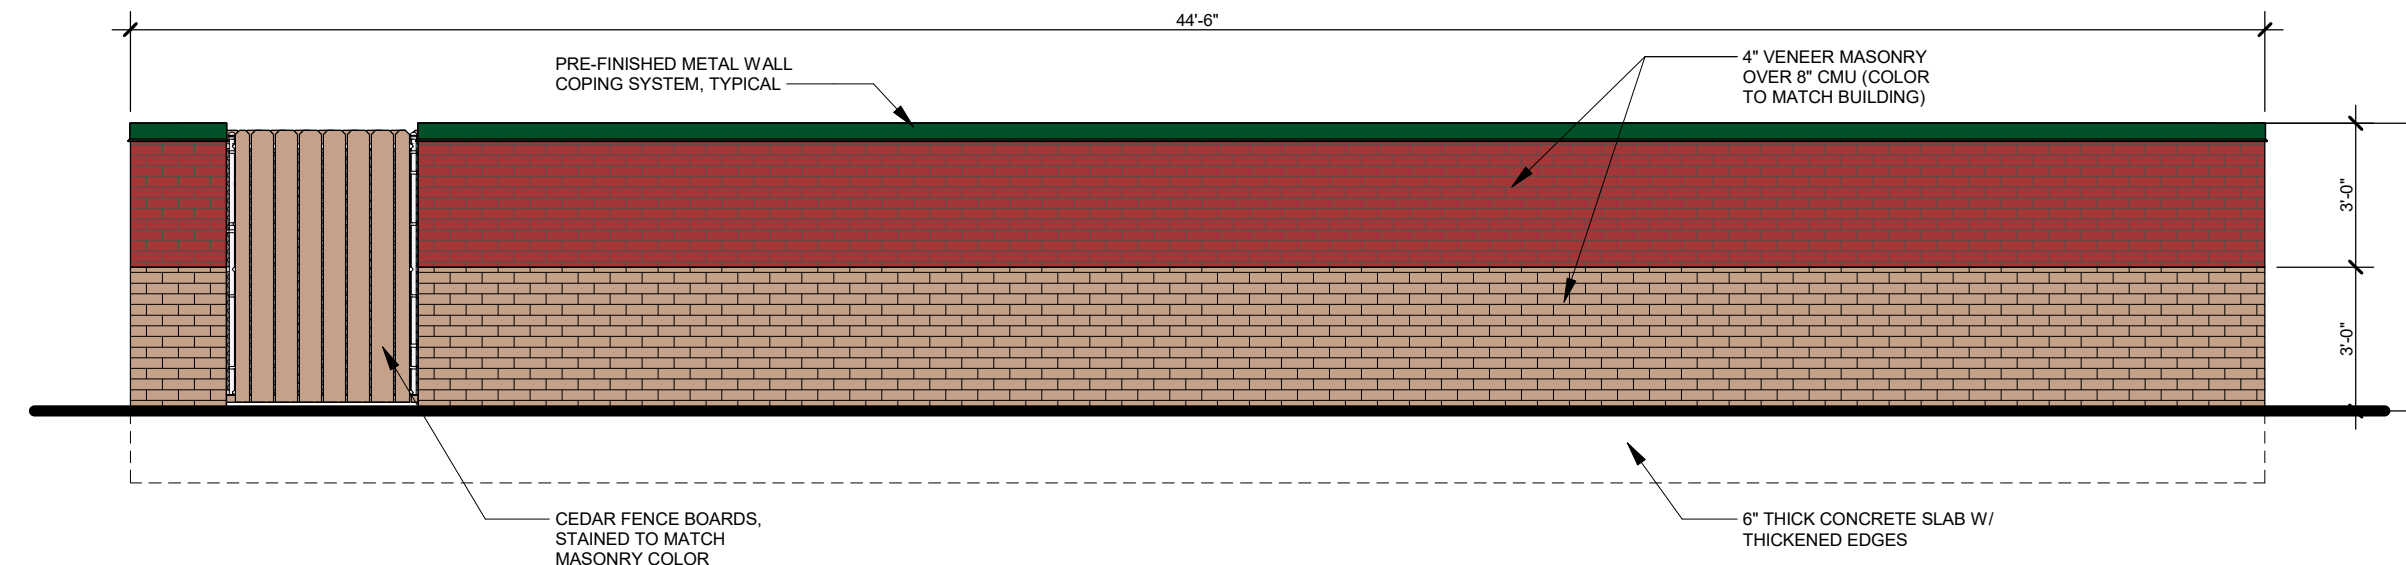 44'-6"
PRE-FINISHED METAL WALL
COPING SYSTEM, TYPICAL
4" VENEER MASONRY
OVER 8" CMU (COLOR
TO MATCH BUILDING)
3'-0"
3'-0"
CEDAR FENCE BOARDS,
STAINED TO MATCH
MASONRY COLOR
6" THICK CONCRETE SLAB W/
THICKENED EDGES